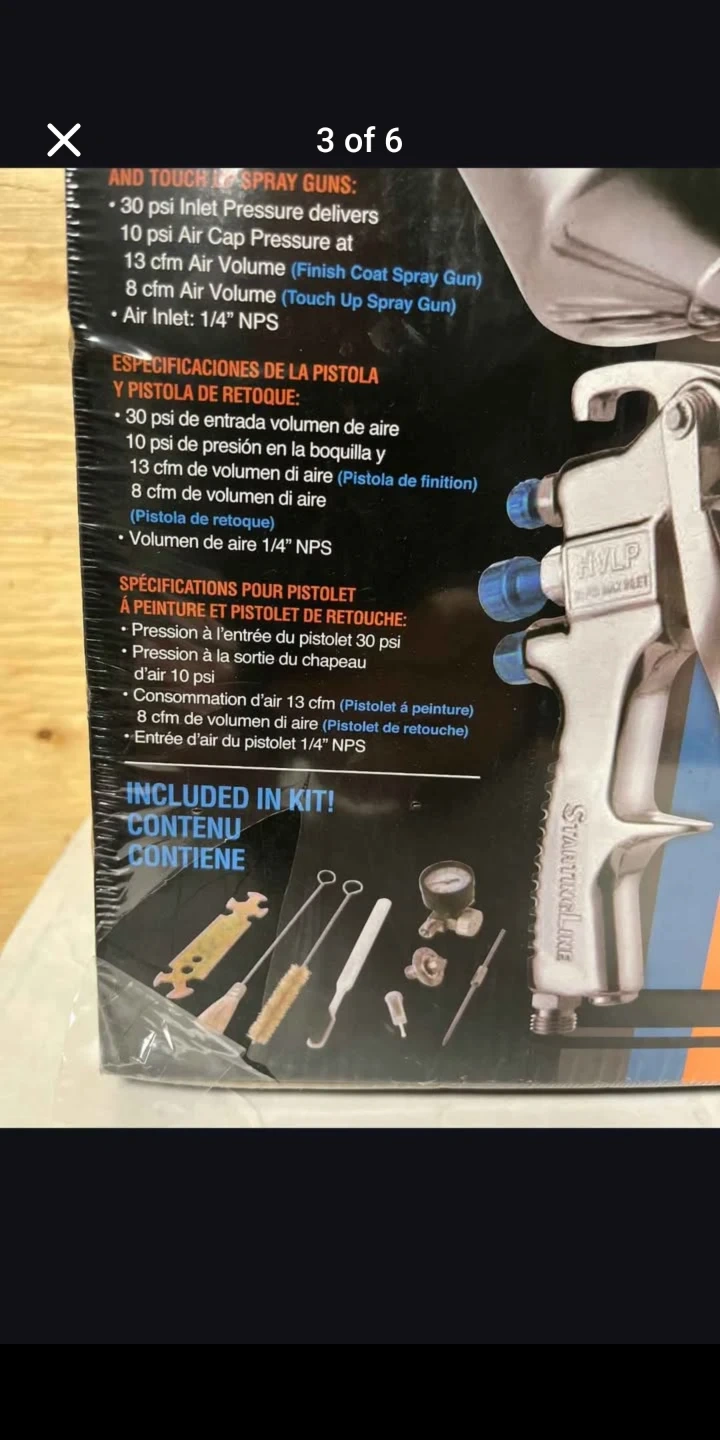 3 of 6
AND TOUCH UP SPRAY GUNS:
• 30 psi Inlet Pressure delivers
10 psi Air Cap Pressure at
13 cfm Air Volume (Finish Coat Spray Gun)
8 cfm Air Volume (Touch Up Spray Gun)
• Air Inlet: 1/4" NPS
ESPECIFICACIONES DE LA PISTOLA
Y PISTOLA DE RETOQUE:
• 30 psi de entrada volumen de aire
10 psi de presión en la boquilla y
13 cfm de volumen di aire (Pistola de finition)
8 cfm de volumen di aire
(Pistola de retoque)
• Volumen de aire 1/4" NPS
SPÉCIFICATIONS POUR PISTOLET
Á PEINTURE ET PISTOLET DE RETOUCHE:
• Pression à l'entrée du pistolet 30 psi
• Pression à la sortie du chapeau
d'air 10 psi
• Consommation d'air 13 cfm (Pistolet á peinture)
8 cfm de volumen di aire (Pistolet de retouche)
• Entrée d'air du pistolet 1/4" NPS
INCLUDED IN KIT!
CONTENU
CONTIENE
HVLP
MAX INLET
STARTINGLINE